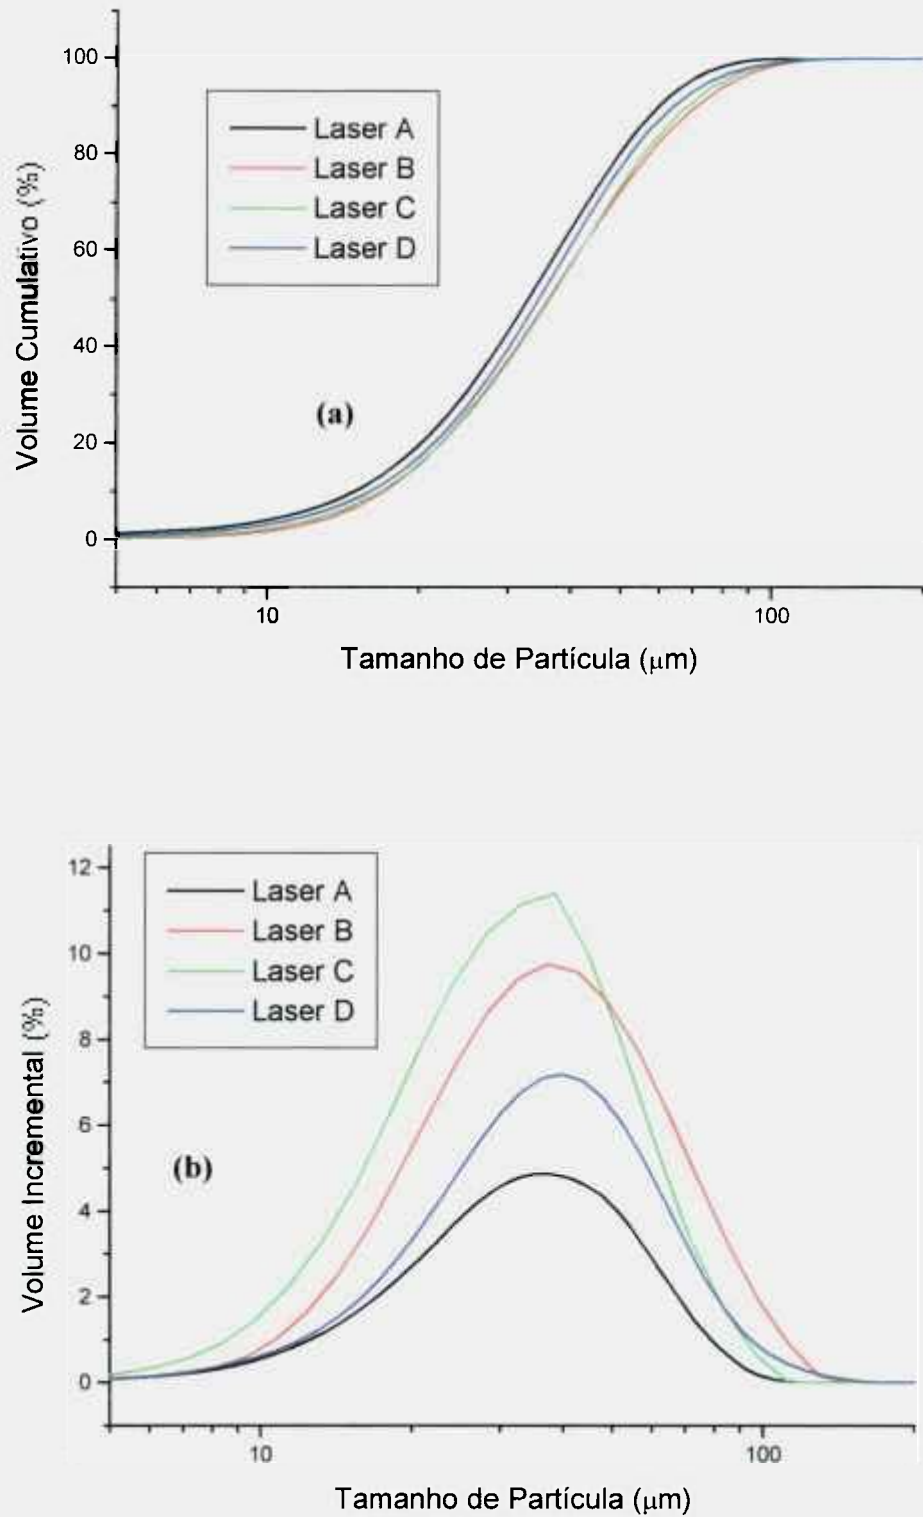 100
80
60
40
20
0
Volume Cumulativo (%)
Laser A
Laser B
Laser C
Laser D
(a)
10
100
Tamanho de Partícula (μm)
12
10
8
6
4
2
0
Volume Incremental (%)
Laser A
Laser B
Laser C
Laser D
(b)
10
100
Tamanho de Partícula (μm)